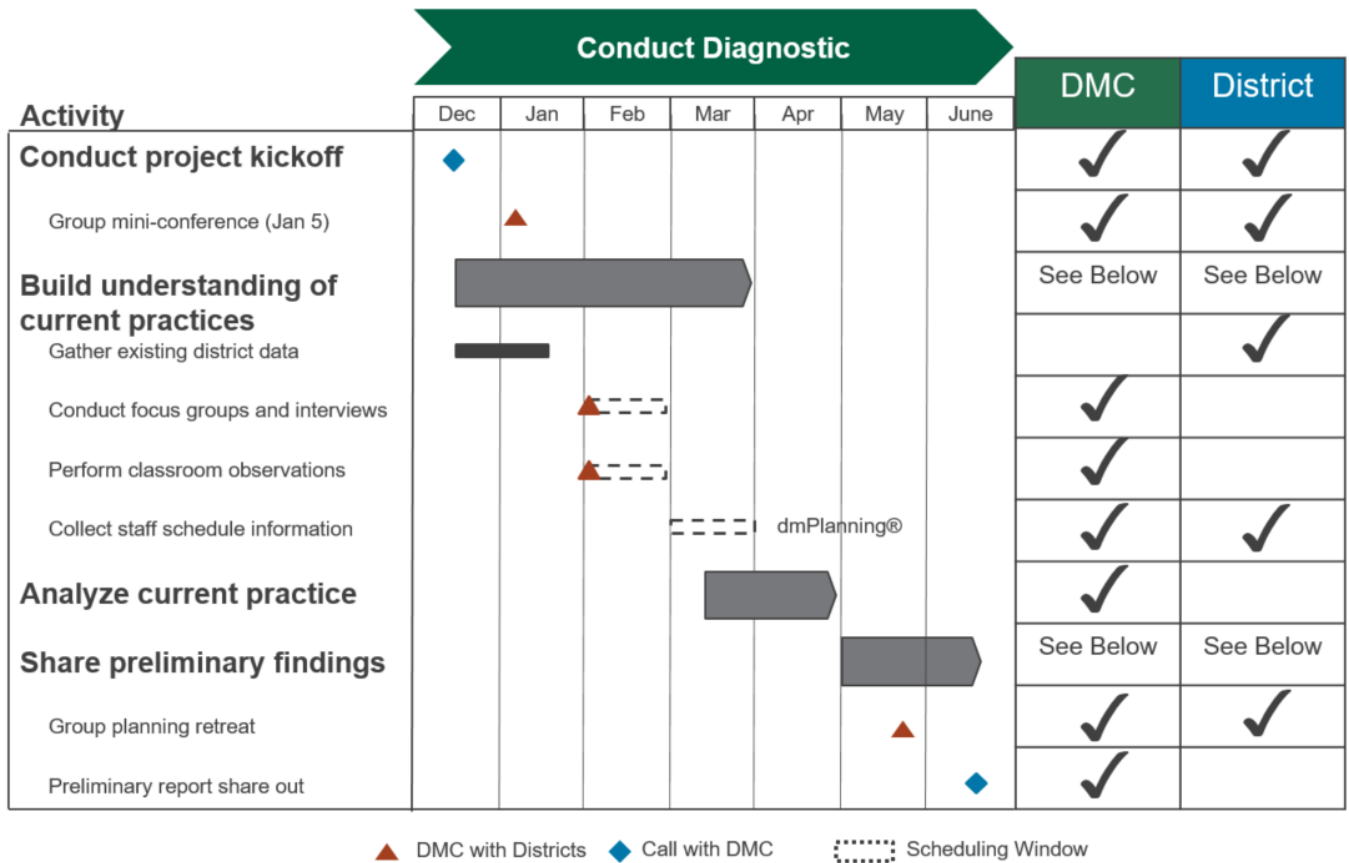 Conduct Diagnostic
DMC District
Activity Dec Jan Feb Mar Apr May June
Conduct project kickoff
Group mini-conference (Jan 5)
Build understanding of See Below See Below
current practices
Gather existing district data
Conduct focus groups and interviews
Perform classroom observations
Collect staff schedule information dmPlanning®
Analyze current practice
Share preliminary findings See Below See Below
Group planning retreat
Preliminary report share out
DMC with Districts Call with DMC Scheduling Window